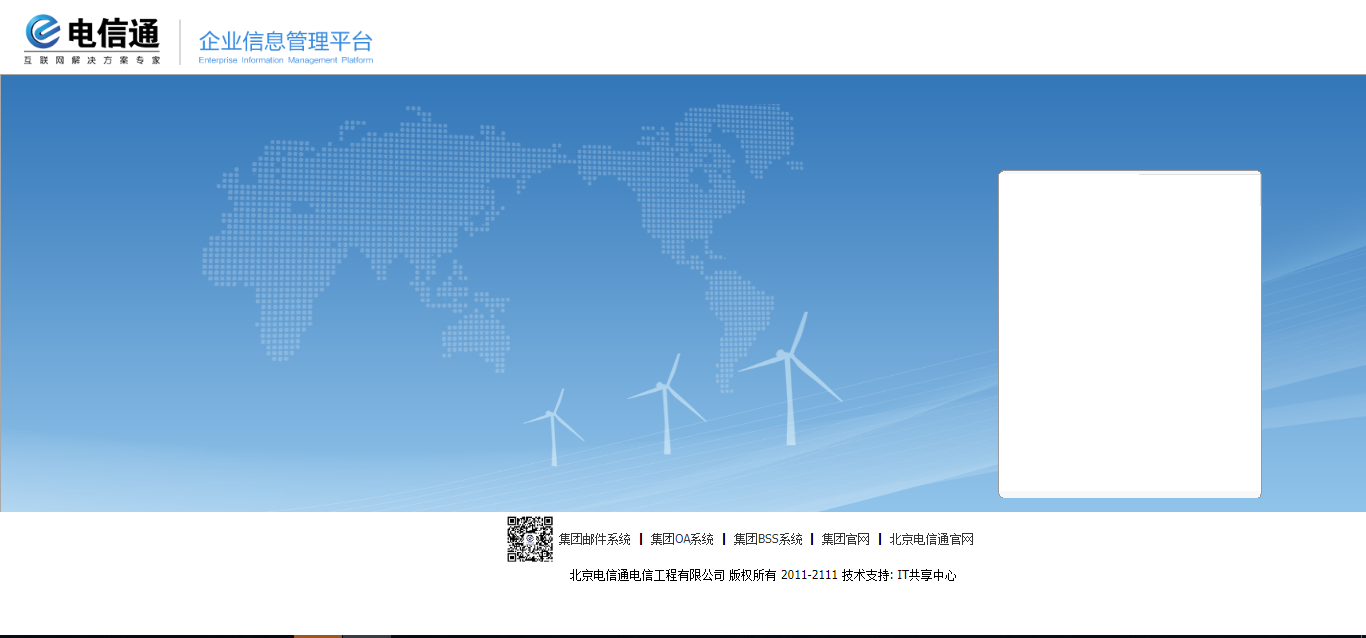 电信通
互联网解决方案专家
企业信息管理平台
Enterprise Information Management Platform
集团邮件系统 | 集团OA系统 | 集团BSS系统 | 集团官网 | 北京电信通官网
北京电信通电信工程有限公司 版权所有 2011-2111 技术支持: IT共享中心